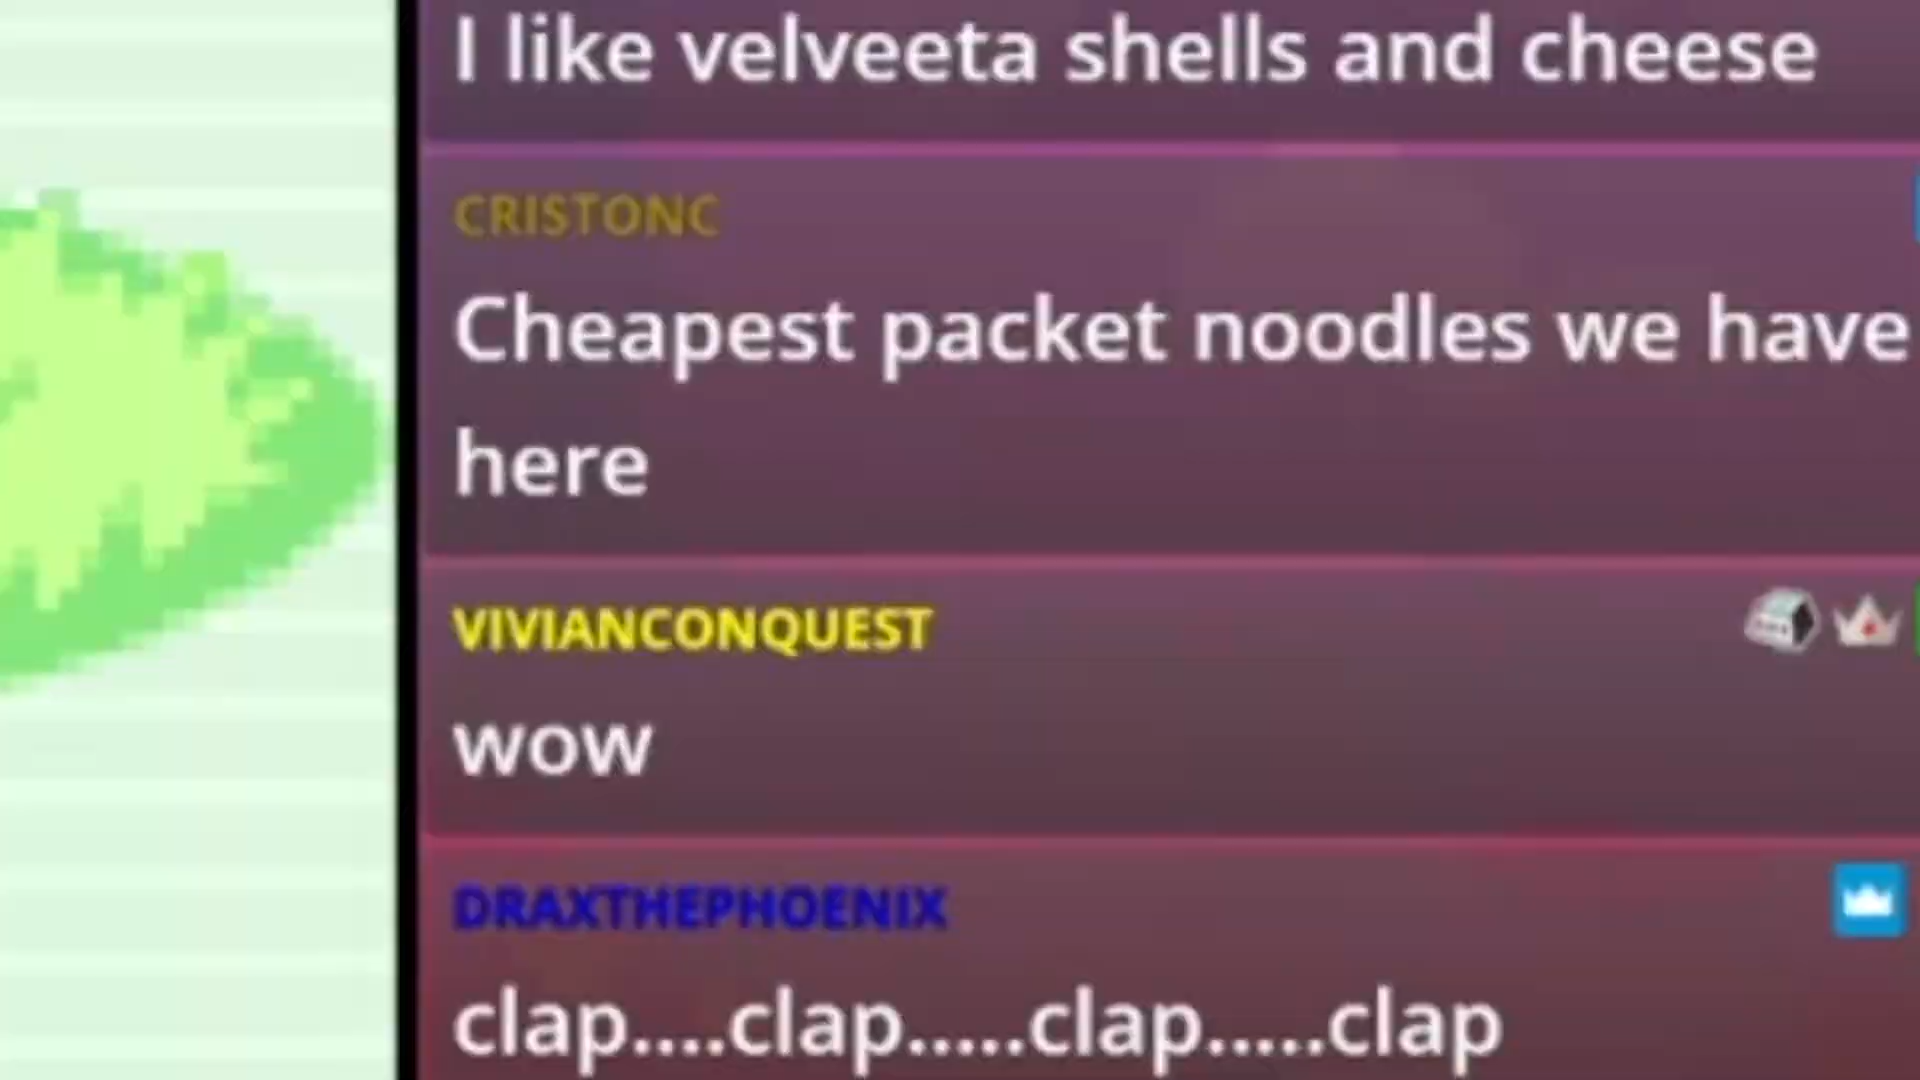 I like velveeta shells and cheese
CRISTONC
Cheapest packet noodles we have
here
VIVIANCONQUEST
wow
DRAXTHEPHOENIX
clap....clap.....clap.....clap